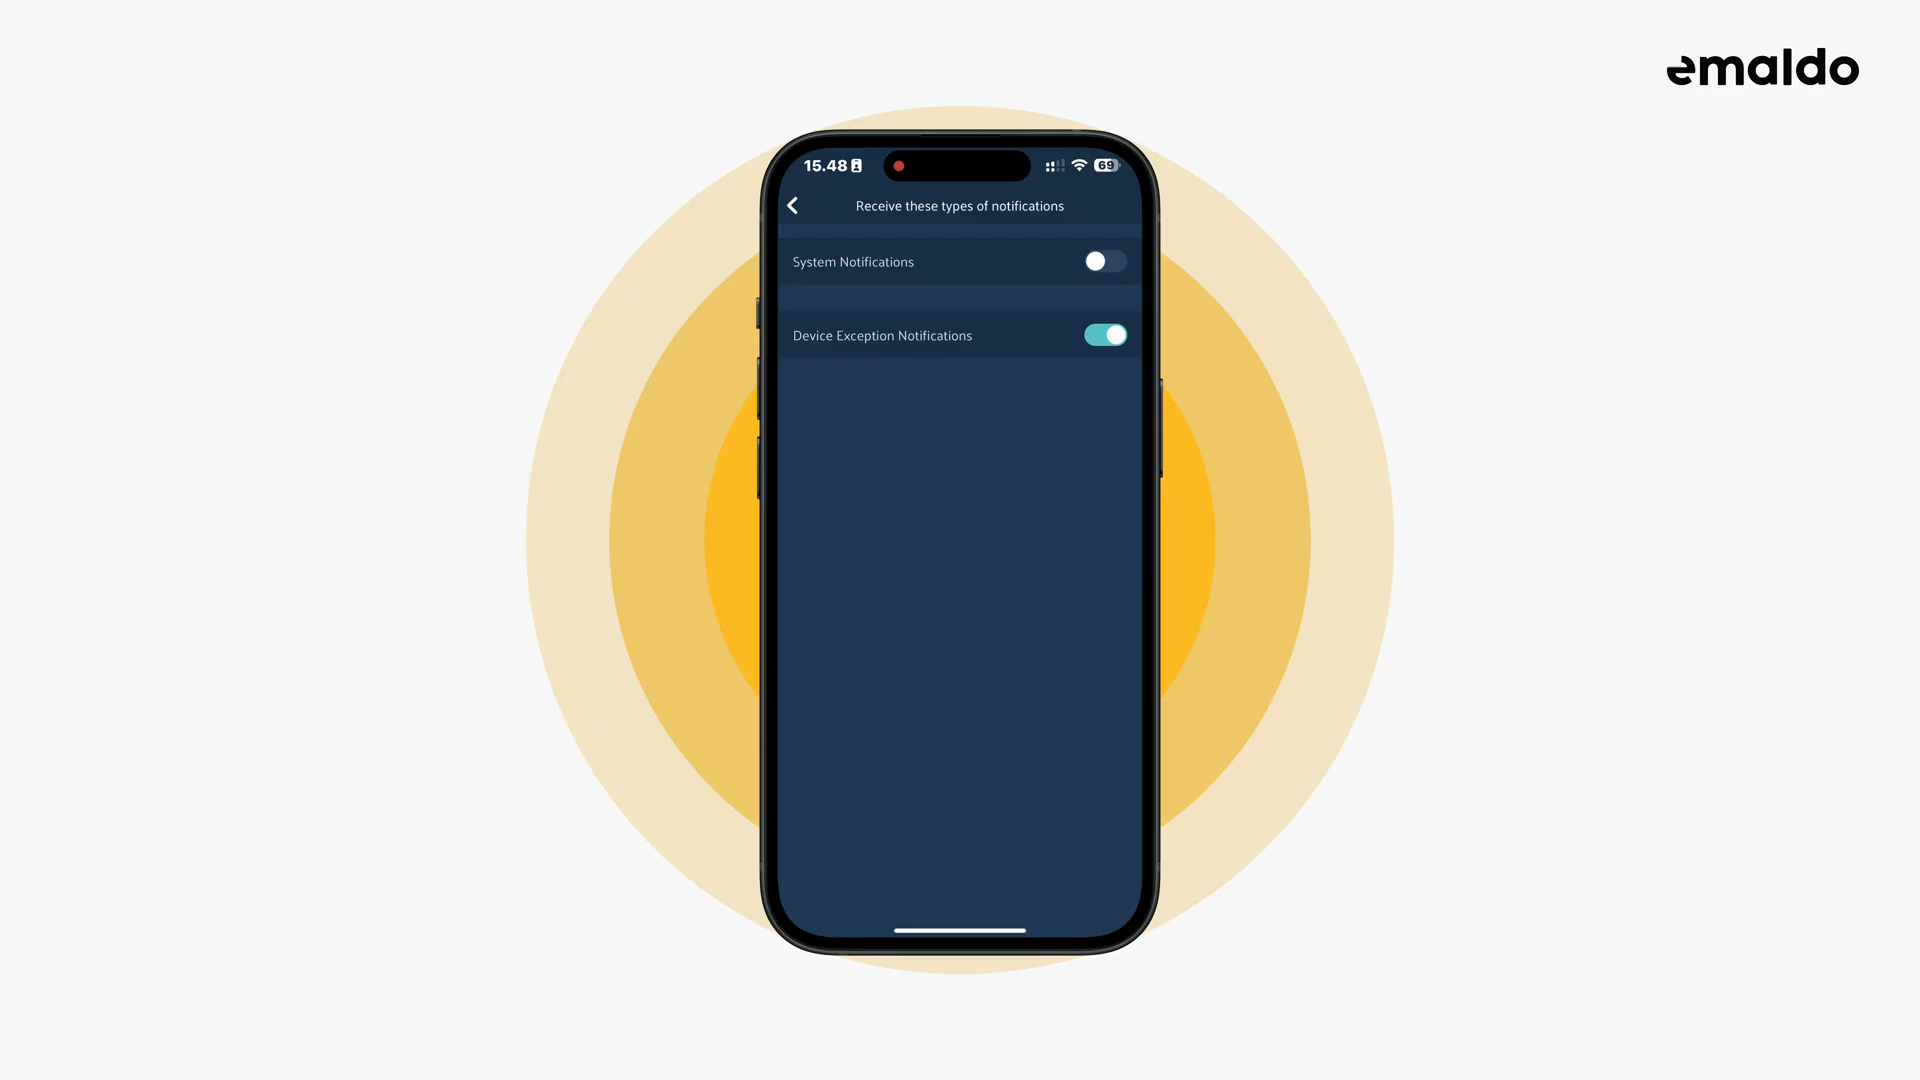 emaldo
15.48
69
Receive these types of notifications
System Notifications
Device Exception Notifications